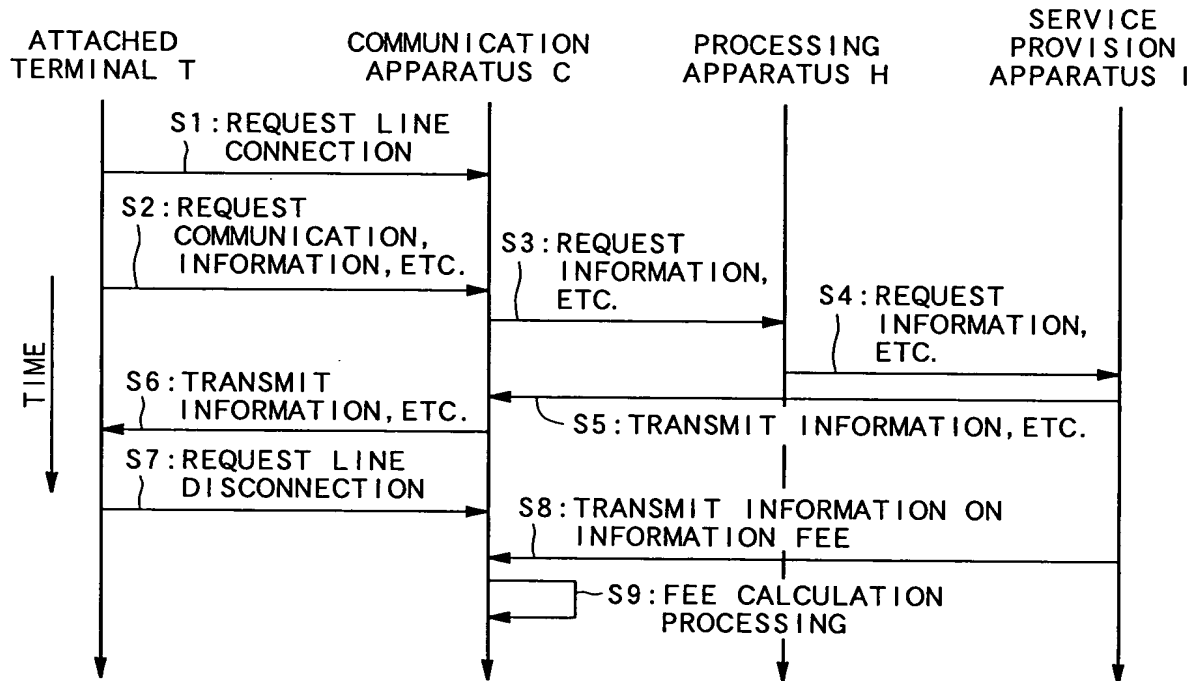 ATTACHED
TERMINAL T
COMMUNICATION
APPARATUS C
PROCESSING
APPARATUS H
SERVICE
PROVISION
APPARATUS I
S1:REQUEST LINE
CONNECTION
S2:REQUEST
COMMUNICATION,
INFORMATION,ETC.
S3:REQUEST
INFORMATION,
ETC.
S4:REQUEST
INFORMATION,
ETC.
TIME
S6:TRANSMIT
INFORMATION,ETC.
S5:TRANSMIT INFORMATION,ETC.
S7:REQUEST LINE
DISCONNECTION
S8:TRANSMIT INFORMATION ON
INFORMATION FEE
S9:FEE CALCULATION
PROCESSING